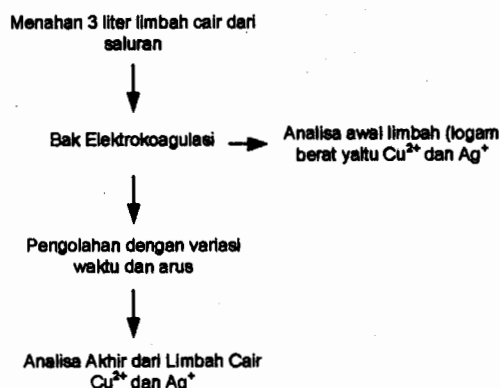 Menahan 3 liter limbah cair dari
saluran
Bak Elektrokoagulasi
Analisa awal limbah (logam
berat yaitu Cu²⁺ dan Ag⁺
Pengolahan dengan variasi
waktu dan arus
Analisa Akhir dari Limbah Cair
Cu²⁺ dan Ag⁺